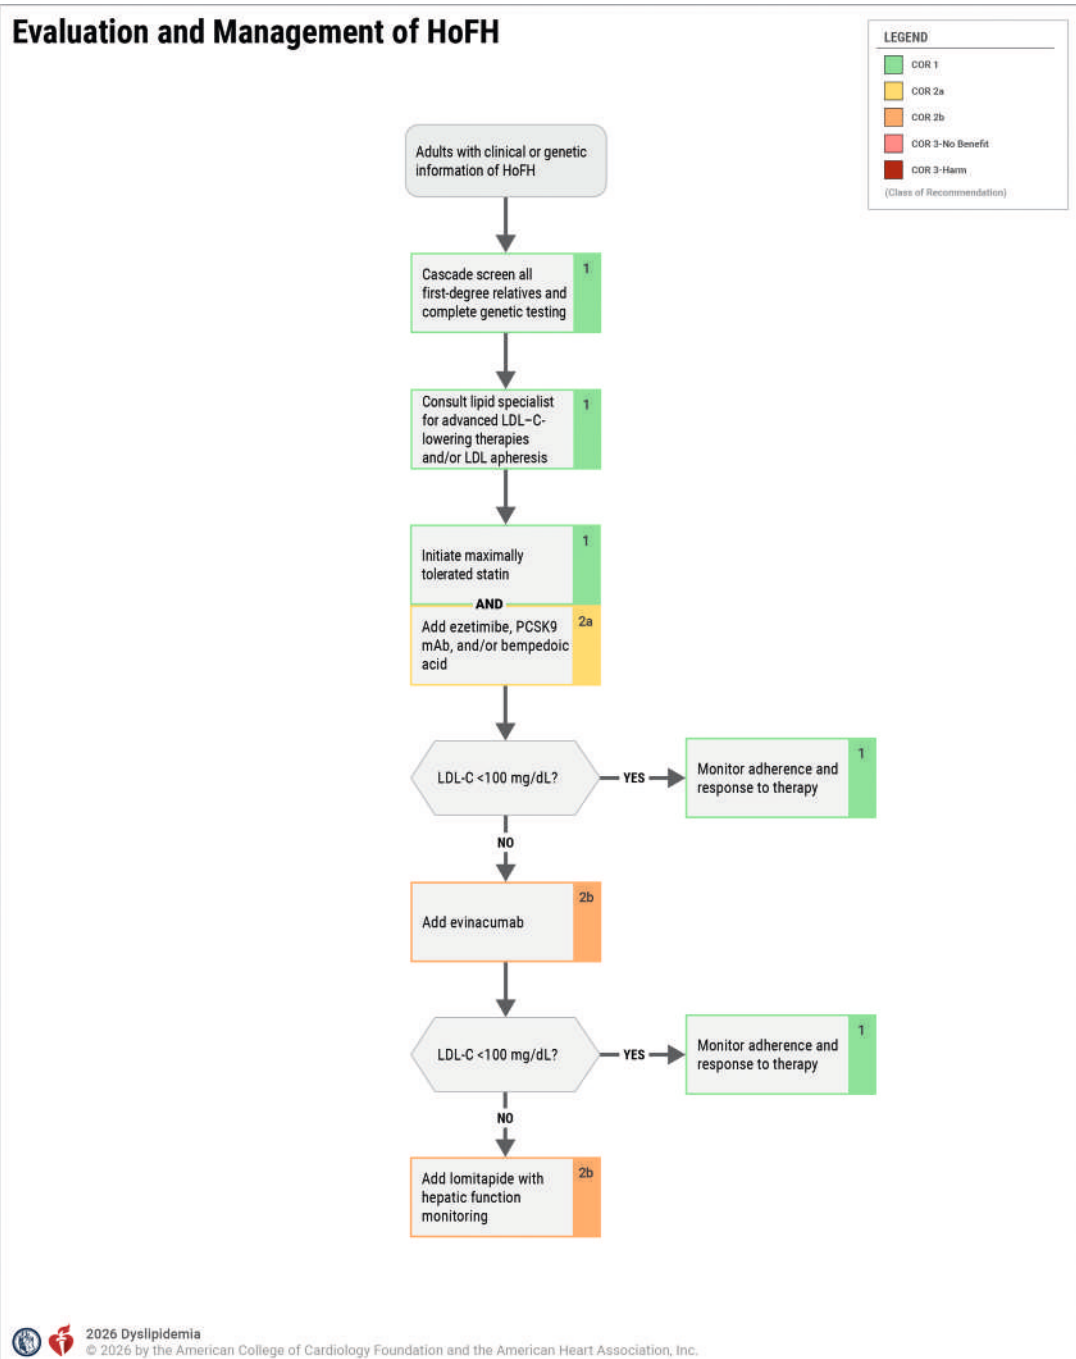 Evaluation and Management of HoFH
LEGEND
COR 1
COR 2a
COR 2b
COR 3-No Benefit
COR 3-Harm
(Class of Recommendation)
Adults with clinical or genetic
information of HoFH
Cascade screen all
first-degree relatives and
complete genetic testing
1
Consult lipid specialist
for advanced LDL–C-
lowering therapies
and/or LDL apheresis
1
Initiate maximally
tolerated statin
1
AND
Add ezetimibe, PCSK9
mAb, and/or bempedoic
acid
2a
LDL-C <100 mg/dL?
YES
Monitor adherence and
response to therapy
1
NO
Add evinacumab
2b
LDL-C <100 mg/dL?
YES
Monitor adherence and
response to therapy
1
NO
Add lomitapide with
hepatic function
monitoring
2b
2026 Dyslipidemia
© 2026 by the American College of Cardiology Foundation and the American Heart Association, Inc.